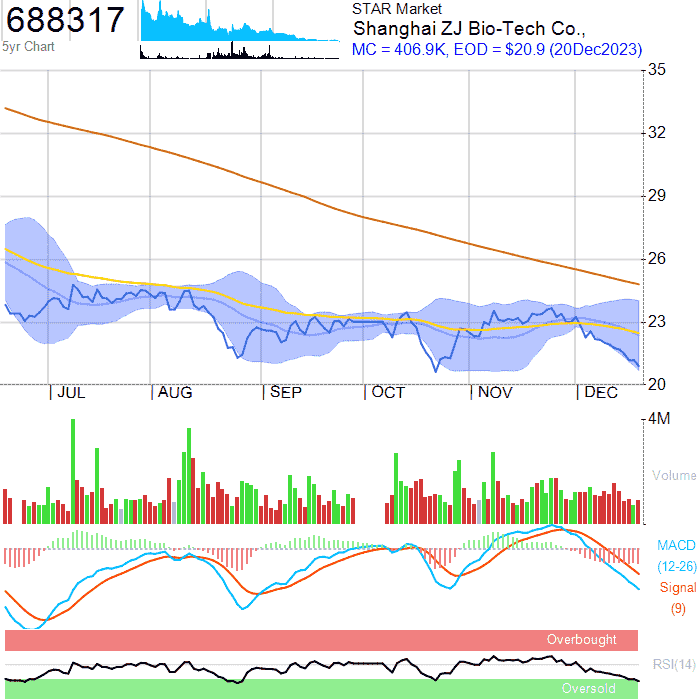 688317
5yr Chart
STAR Market
Shanghai ZJ Bio-Tech Co.,
MC = 406.9K, EOD = $20.9 (20Dec2023)
35
32
29
26
23
20
JUL AUG SEP OCT NOV DEC
4M
Volume
MACD
(12-26)
Signal
(9)
Overbought
RSI(14)
Oversold